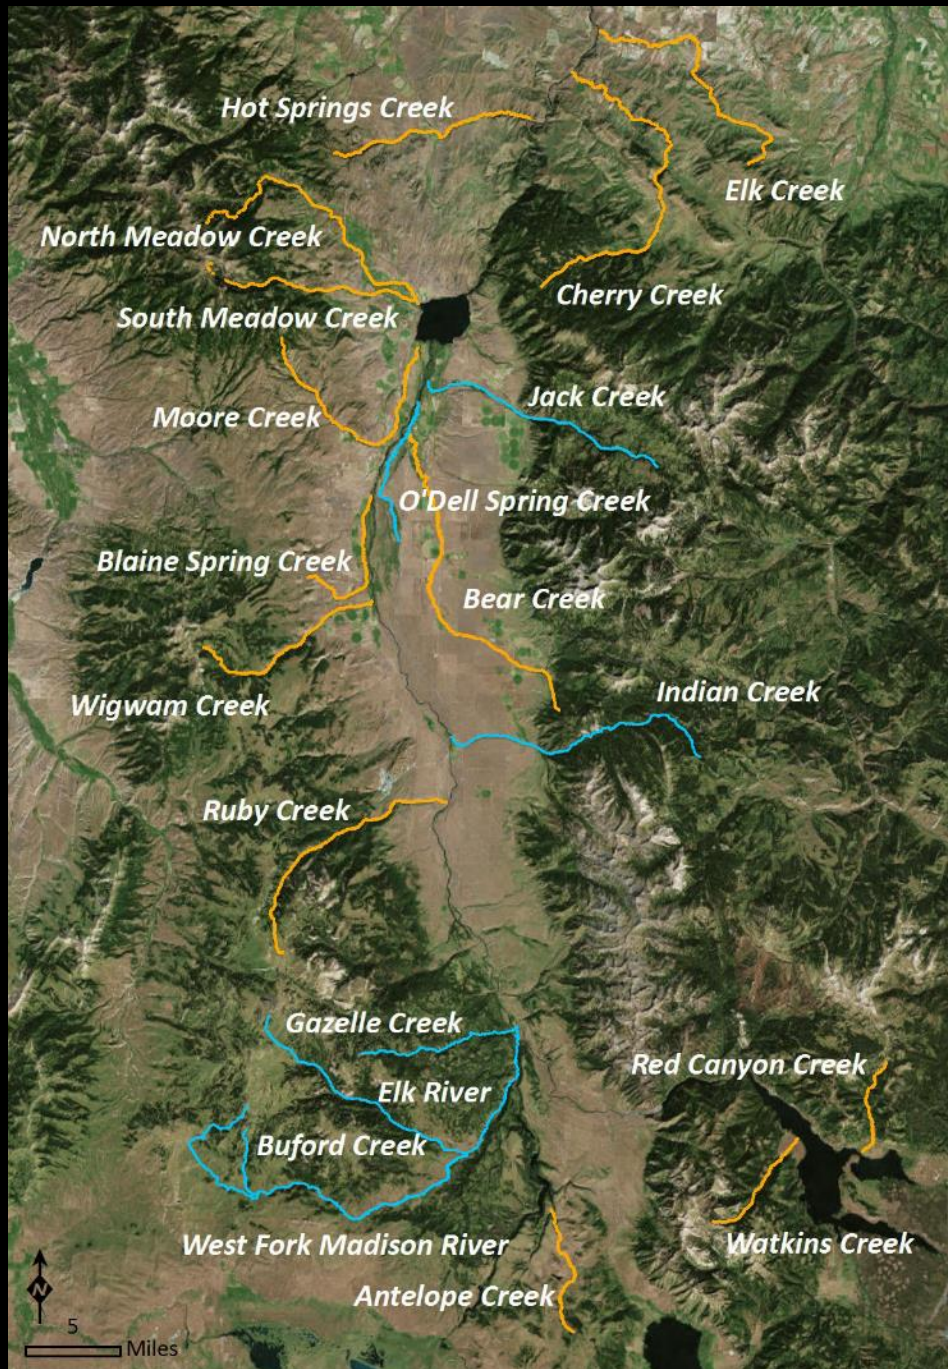 Hot Springs Creek
Elk Creek
North Meadow Creek
Cherry Creek
South Meadow Creek
Jack Creek
Moore Creek
O'Dell Spring Creek
Blaine Spring Creek
Bear Creek
Indian Creek
Wigwam Creek
Ruby Creek
Gazelle Creek
Red Canyon Creek
Elk River
Buford Creek
West Fork Madison River
Watkins Creek
Antelope Creek
N
5
Miles